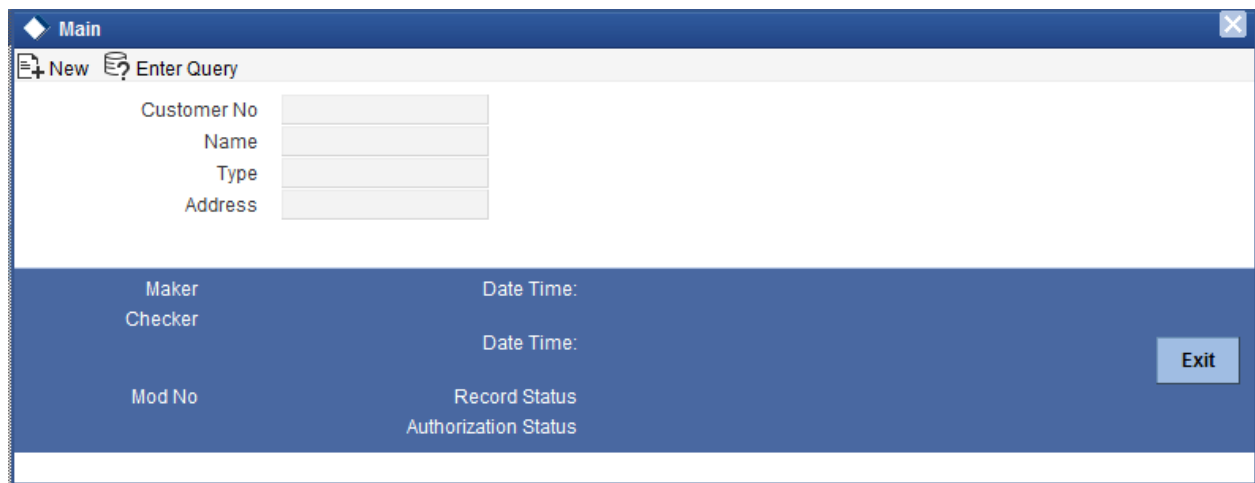 Main
New Enter Query
Customer No
Name
Type
Address
Maker Date Time:
Checker
Date Time:
Exit
Mod No Record Status
Authorization Status